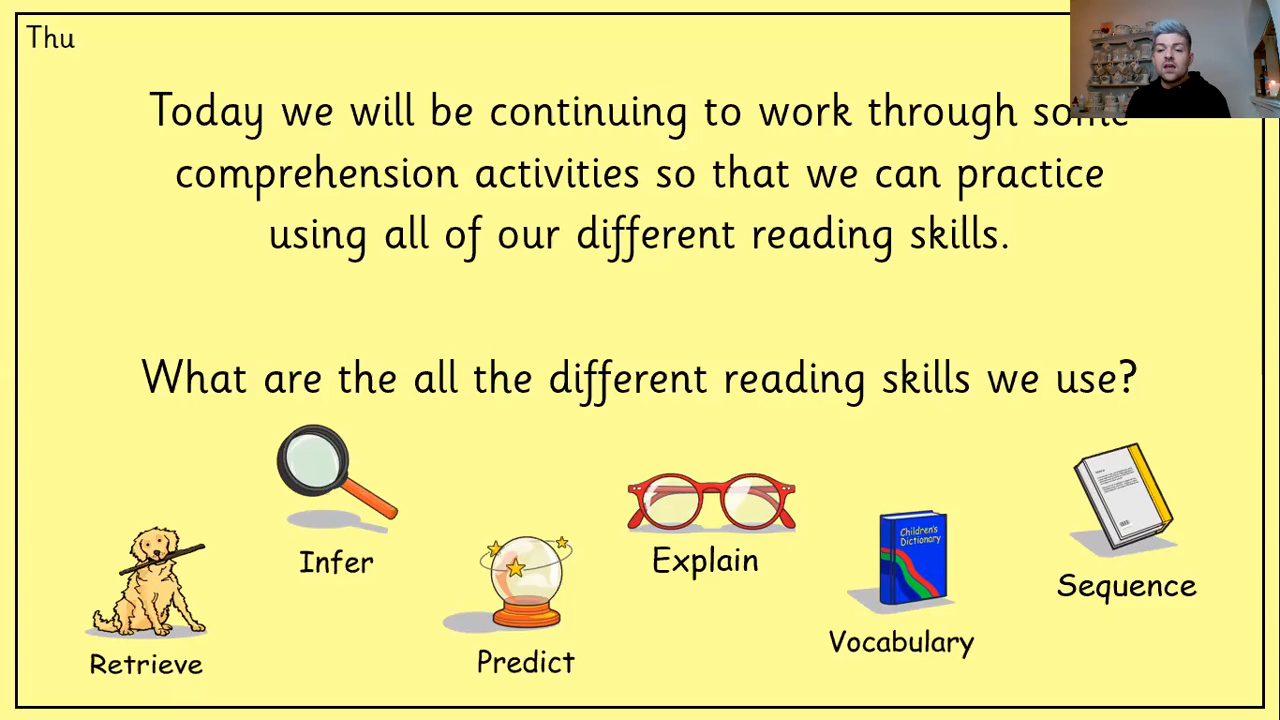 Thu
Today we will be continuing to work through some
comprehension activities so that we can practice
using all of our different reading skills.
What are the all the different reading skills we use?
Infer
Explain
Children's
Dictionary
Sequence
Vocabulary
Retrieve
Predict